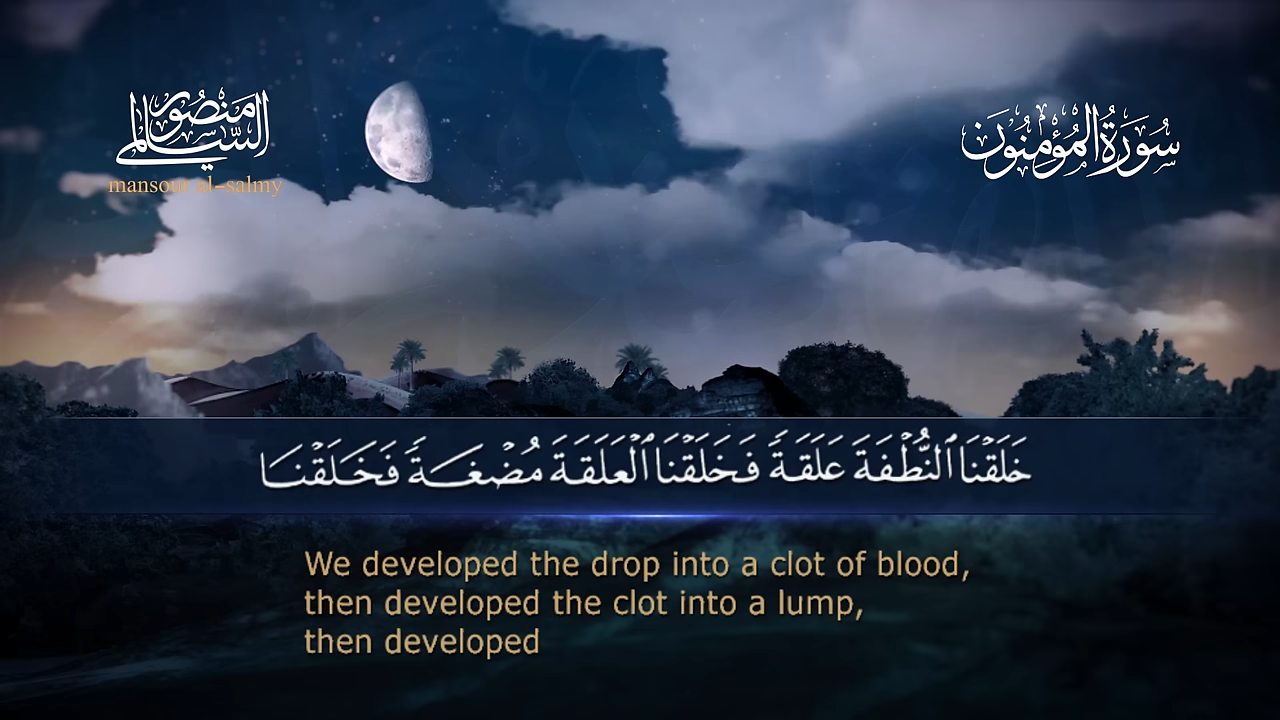 منصور
السالمي
mansour al-salmy
سُورَةُ المُؤْمِنُونَ
خَلَقْنَا ٱلنُّطْفَةَ عَلَقَةً فَخَلَقْنَا ٱلْعَلَقَةَ مُضْغَةً فَخَلَقْنَا
We developed the drop into a clot of blood,
then developed the clot into a lump,
then developed